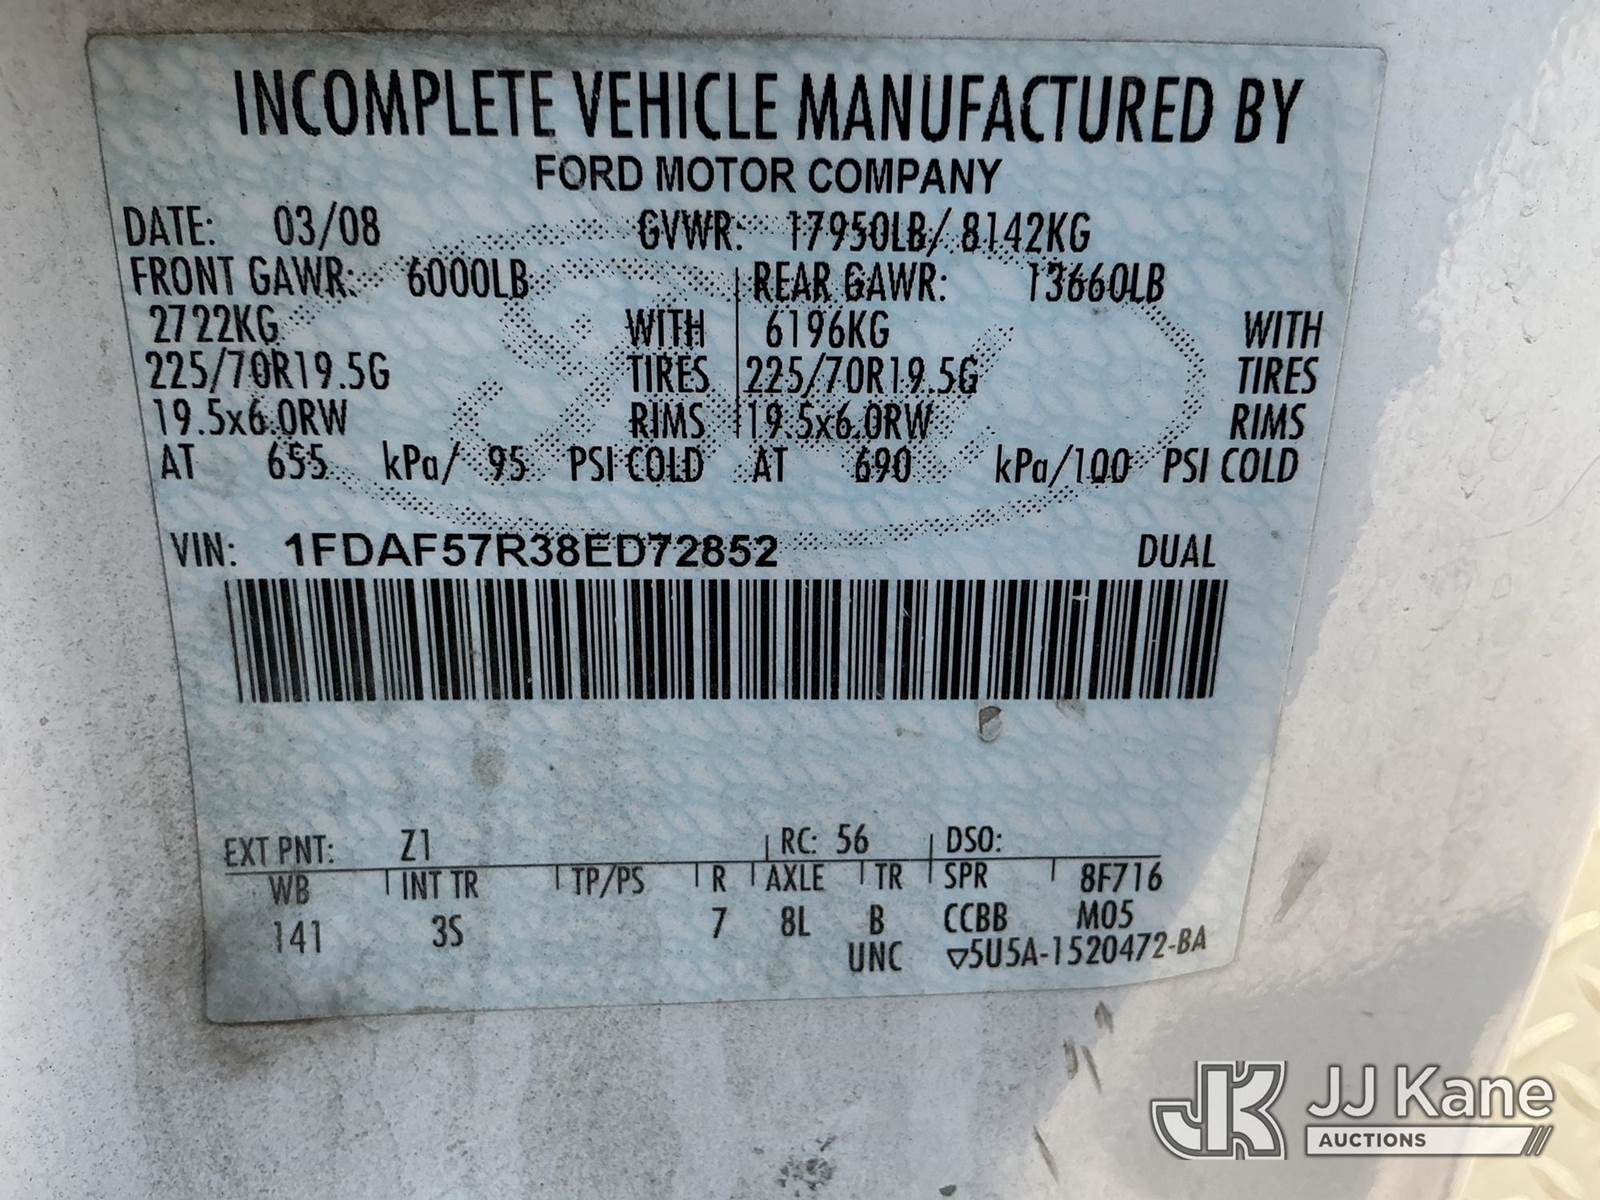 INCOMPLETE VEHICLE MANUFACTURED BY
FORD MOTOR COMPANY
DATE: 03/08 GVWR: 17950LB/ 8142KG
FRONT GAWR: 6000LB REAR GAWR: 13660LB
2722KG WITH 6196KG WITH
225/70R19.5G TIRES 225/70R19.5G TIRES
19.5x6.0RW RIMS 19.5x6.0RW RIMS
AT 655 kPa/ 95 PSI COLD AT 690 kPa/100 PSI COLD
VIN: 1FDAF57R38ED72852 DUAL
EXT PNT: Z1 RC: 56 DSO:
WB INT TR TP/PS R AXLE TR SPR 8F716
141 3S 7 8L B CCBB M05
UNC ▽5U5A-1520472-BA
JK JJ Kane
AUCTIONS